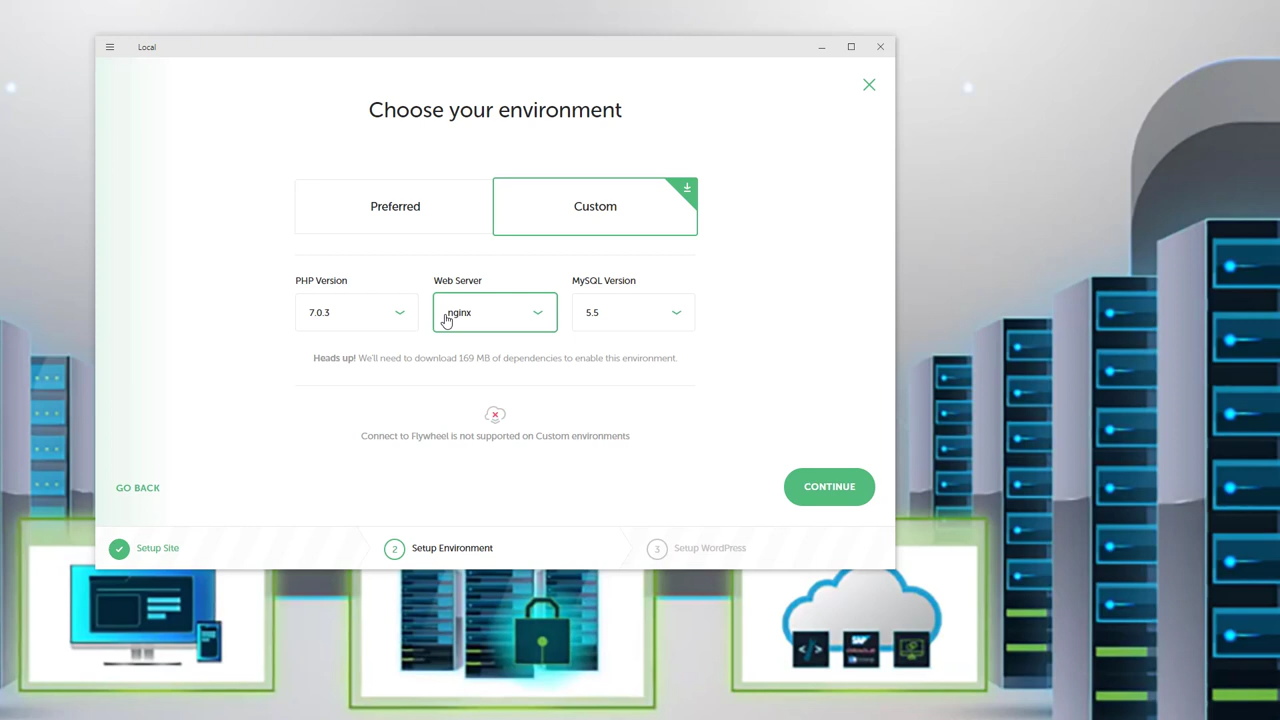 Local
Choose your environment
Preferred
Custom
PHP Version
Web Server
MySQL Version
7.0.3
nginx
5.5
Heads up! We'll need to download 169 MB of dependencies to enable this environment.
Connect to Flywheel is not supported on Custom environments
GO BACK
CONTINUE
Setup Site
2
Setup Environment
3
Setup WordPress